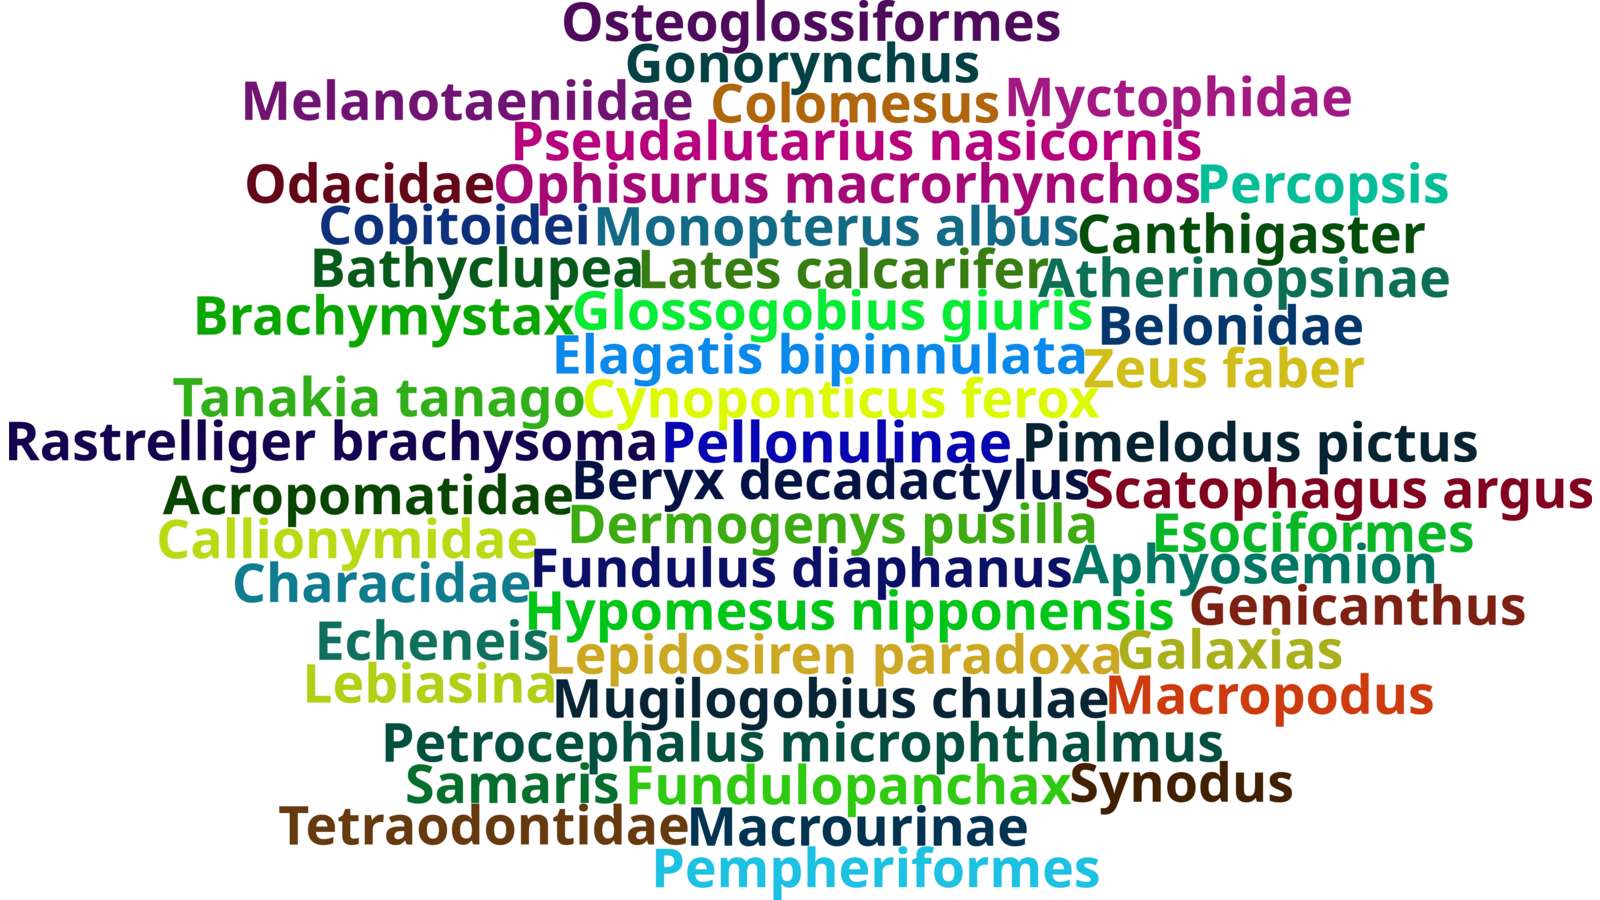 Osteoglossiformes
Gonorynchus
Melanotaeniidae Colomesus Myctophidae
Pseudalutarius nasicornis
Odacidae Ophisurus macrorhynchos Percopsis
Cobitoidei Monopterus albus Canthigaster
Bathyclupea Lates calcarifer Atherinopsinae
Brachymystax Glossogobius giuris Belonidae
Elagatis bipinnulata Zeus faber
Tanakia tanago Cynoponticus ferox
Rastrelliger brachysoma Pellonulinae Pimelodus pictus
Acropomatidae Beryx decadactylus Scatophagus argus
Callionymidae Dermogenys pusilla Esociformes
Characidae Fundulus diaphanus Aphyosemion
Hypomesus nipponensis Genicanthus
Echeneis Lepidosiren paradoxa Galaxias
Lebiasina Mugilogobius chulae Macropodus
Petrocephalus microphthalmus
Samaris Fundulopanchax Synodus
Tetraodontidae Macrourinae
Pempheriformes